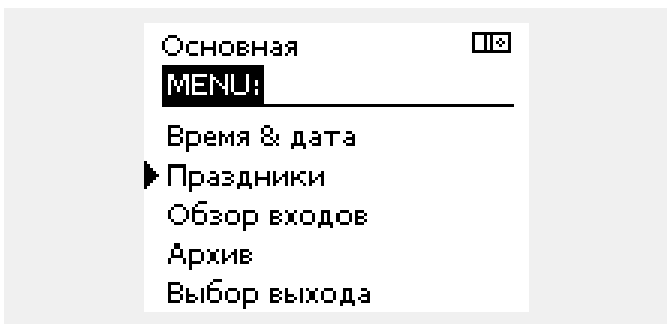 Основная
MENU:
Время & дата
Праздники
Обзор входов
Архив
Выбор выхода